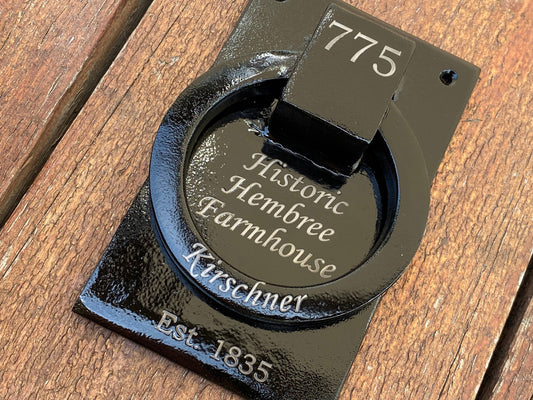 775
Historic
Hembree
Farmhouse
Kirschner
Est. 1835